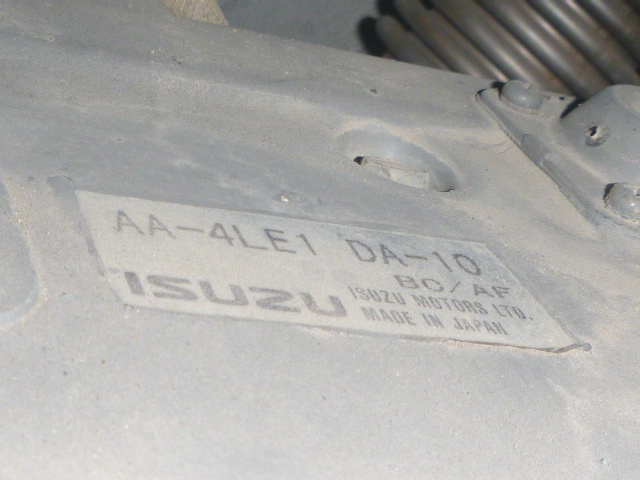 AA-4LE1 DA-10
BC/AF
ISUZU ISUZU MOTORS LTD.
MADE IN JAPAN